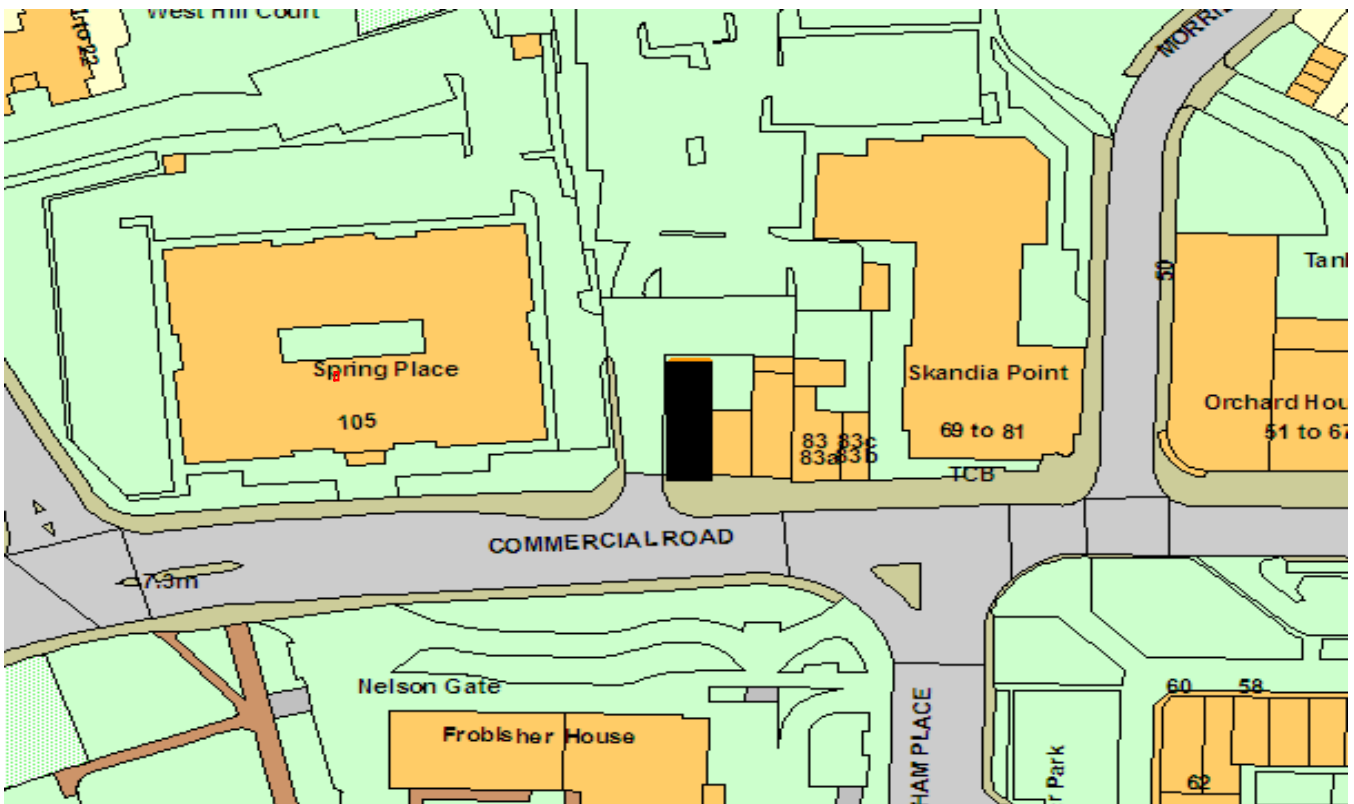 West Hill Court
to 22
MORRI
50
Tank
Spring Place
105
Skandia Point
69 to 81
83 83c
83a 83b
TCB
Orchard Hou
51 to 67
COMMERCIAL ROAD
7.3m
Nelson Gate
Frobisher House
HAM PLACE
r Park
60 58
62